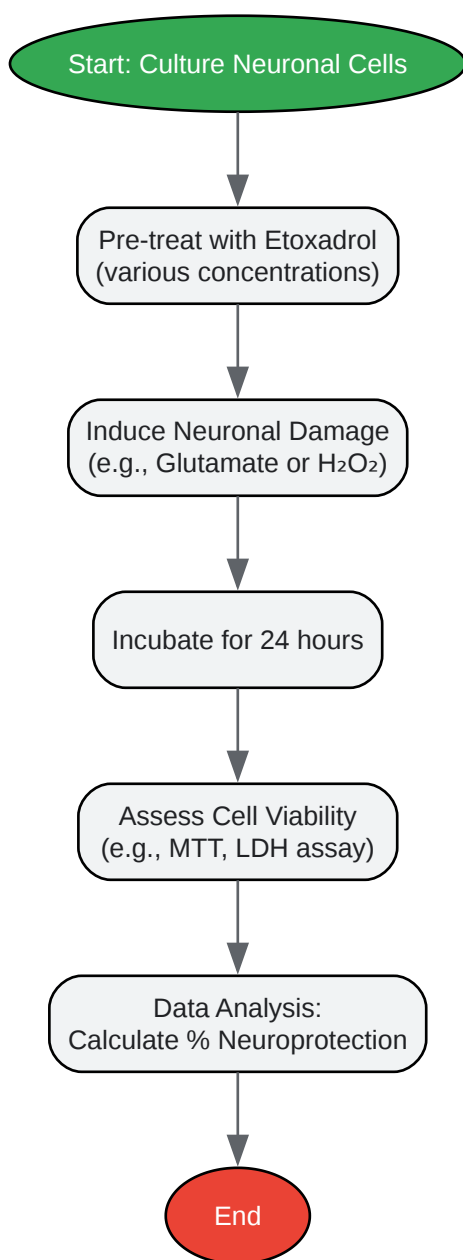 Start: Culture Neuronal Cells
Pre-treat with Etoxadrol
(various concentrations)
Induce Neuronal Damage
(e.g., Glutamate or H₂O₂)
Incubate for 24 hours
Assess Cell Viability
(e.g., MTT, LDH assay)
Data Analysis:
Calculate % Neuroprotection
End